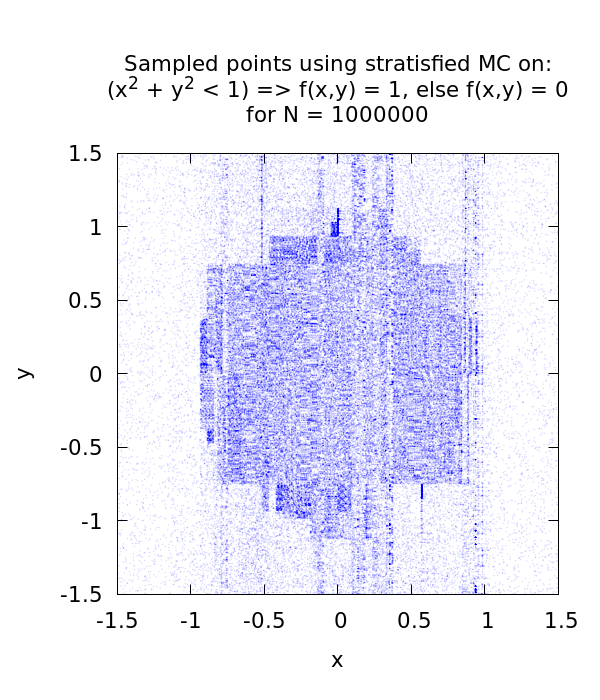 Sampled points using stratisfied MC on:
(x² + y² < 1) => f(x,y) = 1, else f(x,y) = 0
for N = 1000000
1.5
1
0.5
0
-0.5
-1
-1.5
y
-1.5 -1 -0.5 0 0.5 1 1.5
x